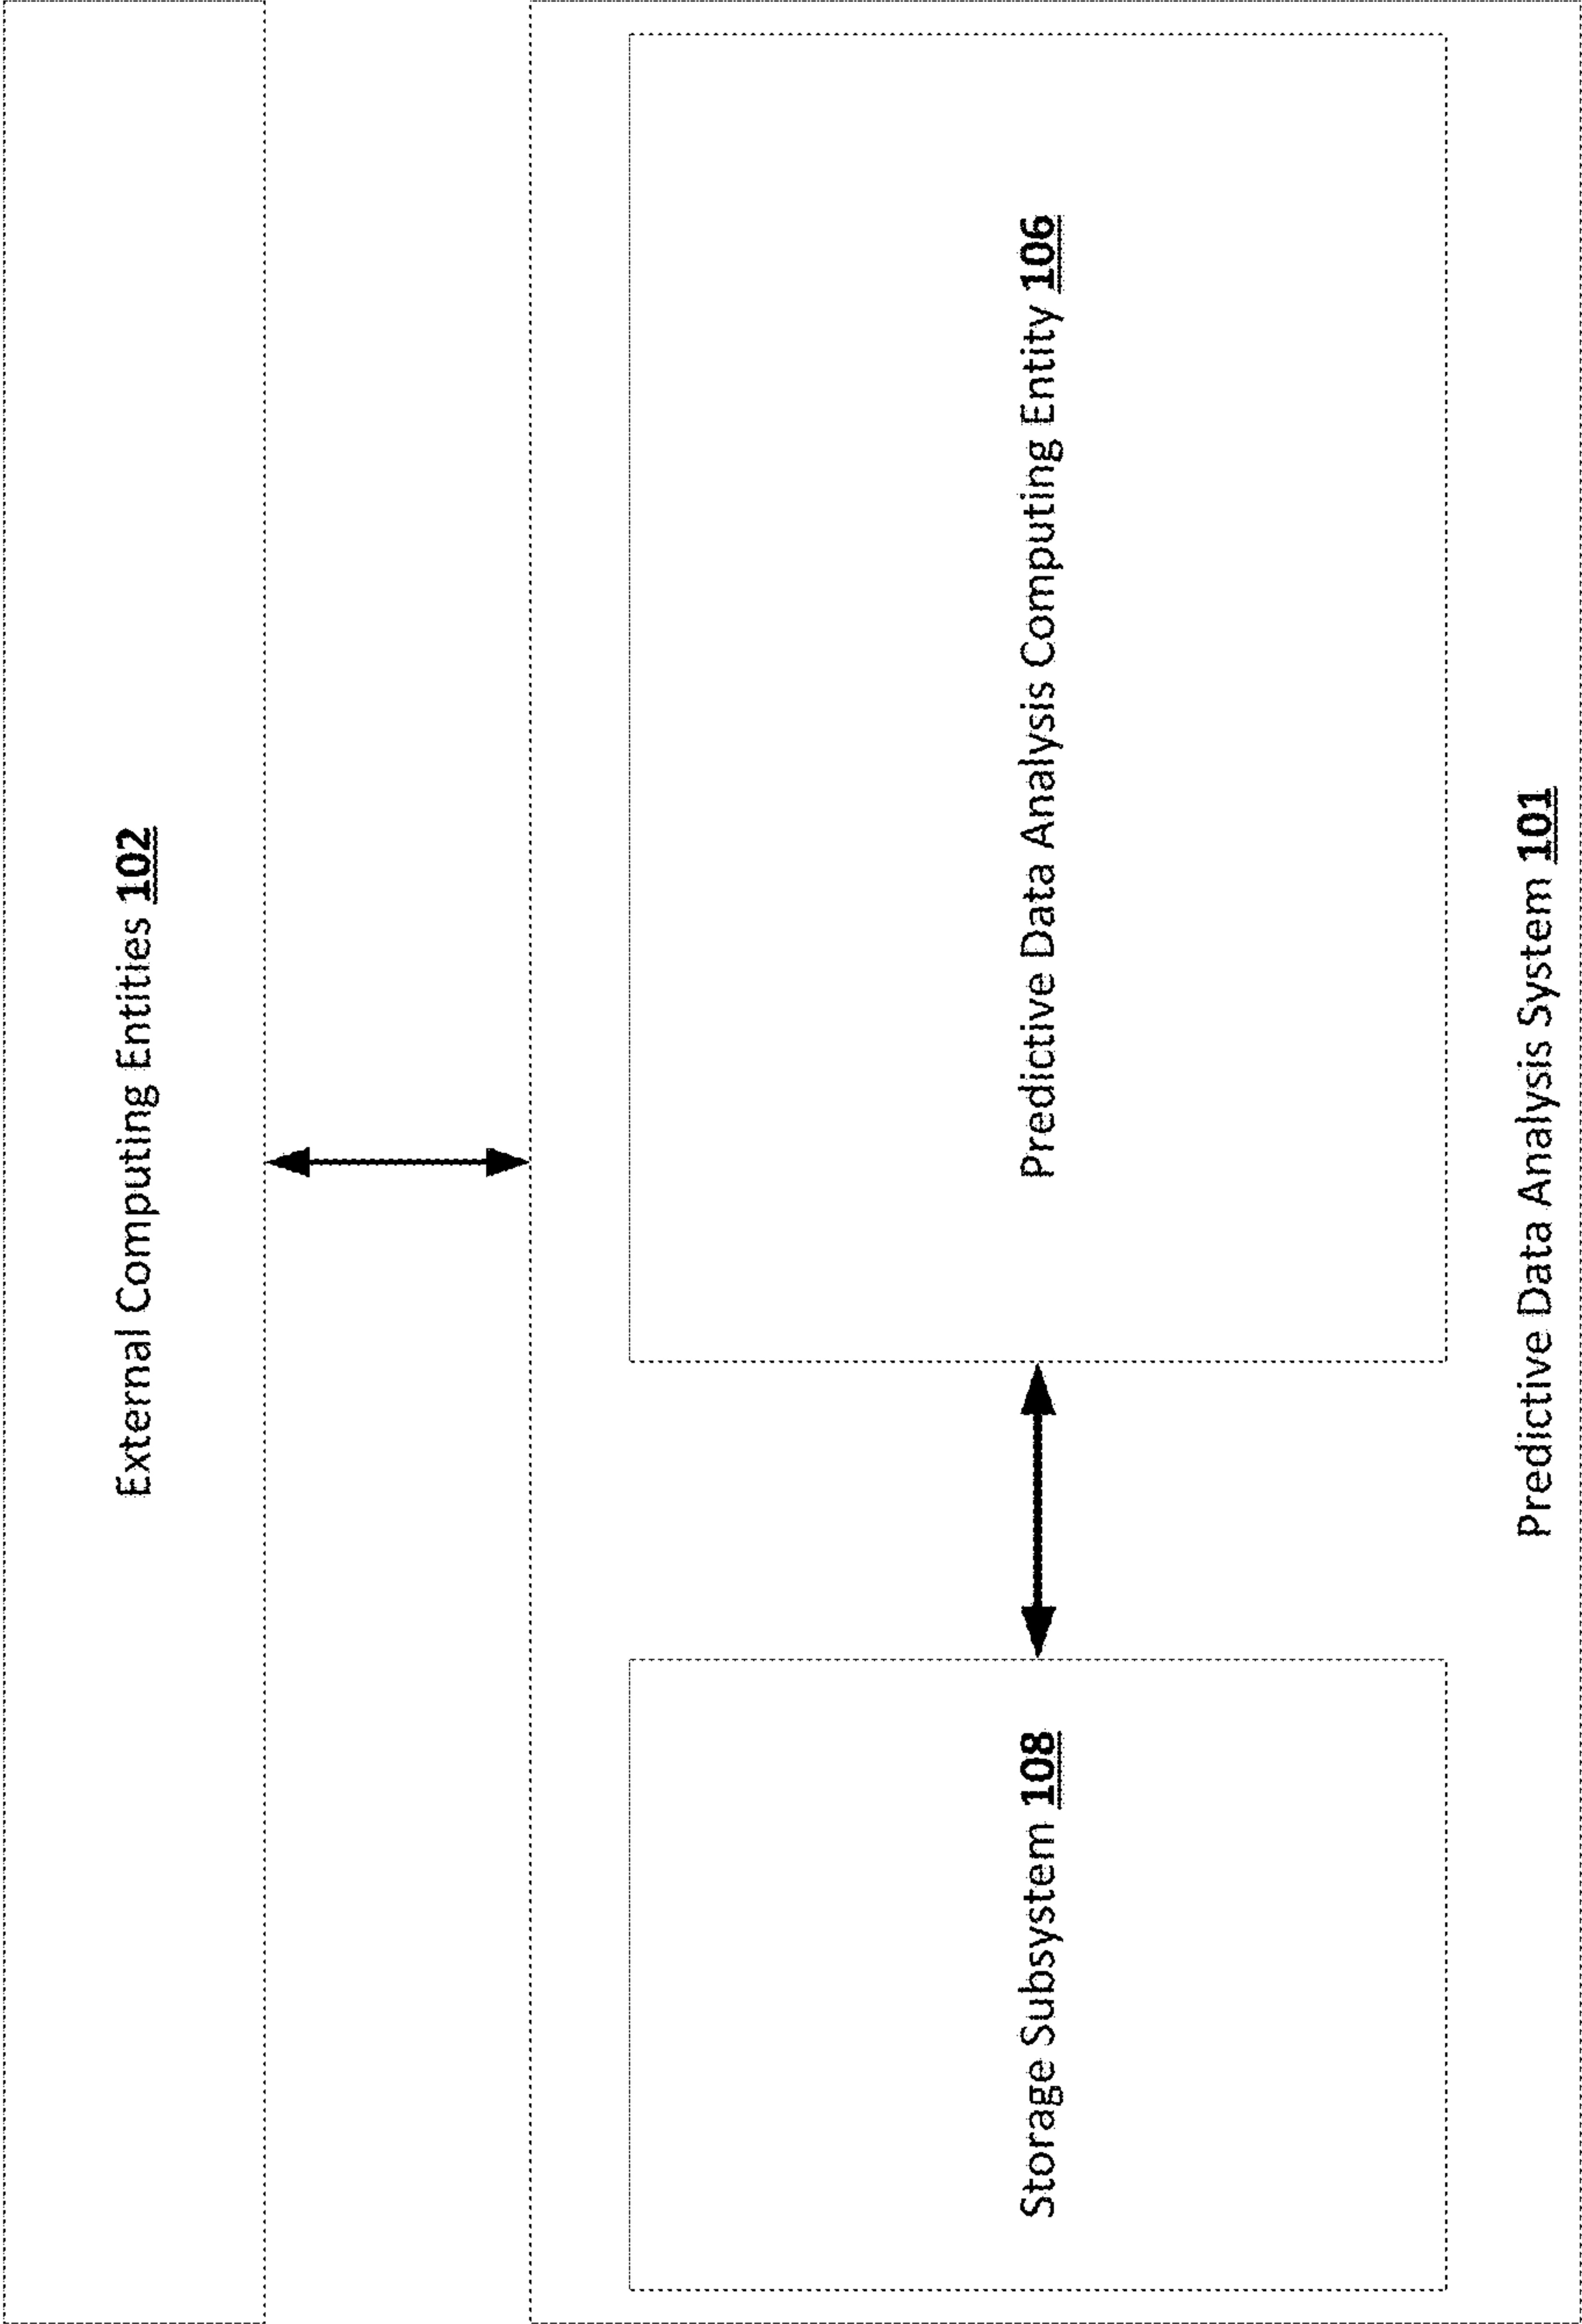 External Computing Entities 102
Storage Subsystem 108
Predictive Data Analysis Computing Entity 106
Predictive Data Analysis System 101